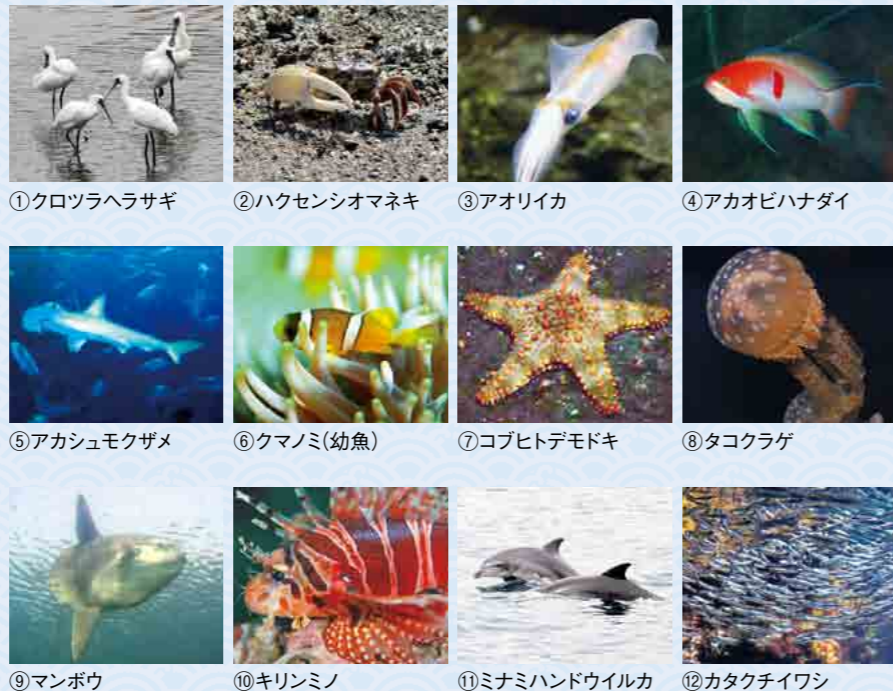 ①クロツラヘラサギ
②ハクセンシオマネキ
③アオリイカ
④アカオビハナダイ
⑤アカシュモクザメ
⑥クマノミ(幼魚)
⑦コブヒトデモドキ
⑧タコクラゲ
⑨マンボウ
⑩キリンミノ
⑪ミナミハンドウイルカ
⑫カタクチイワシ